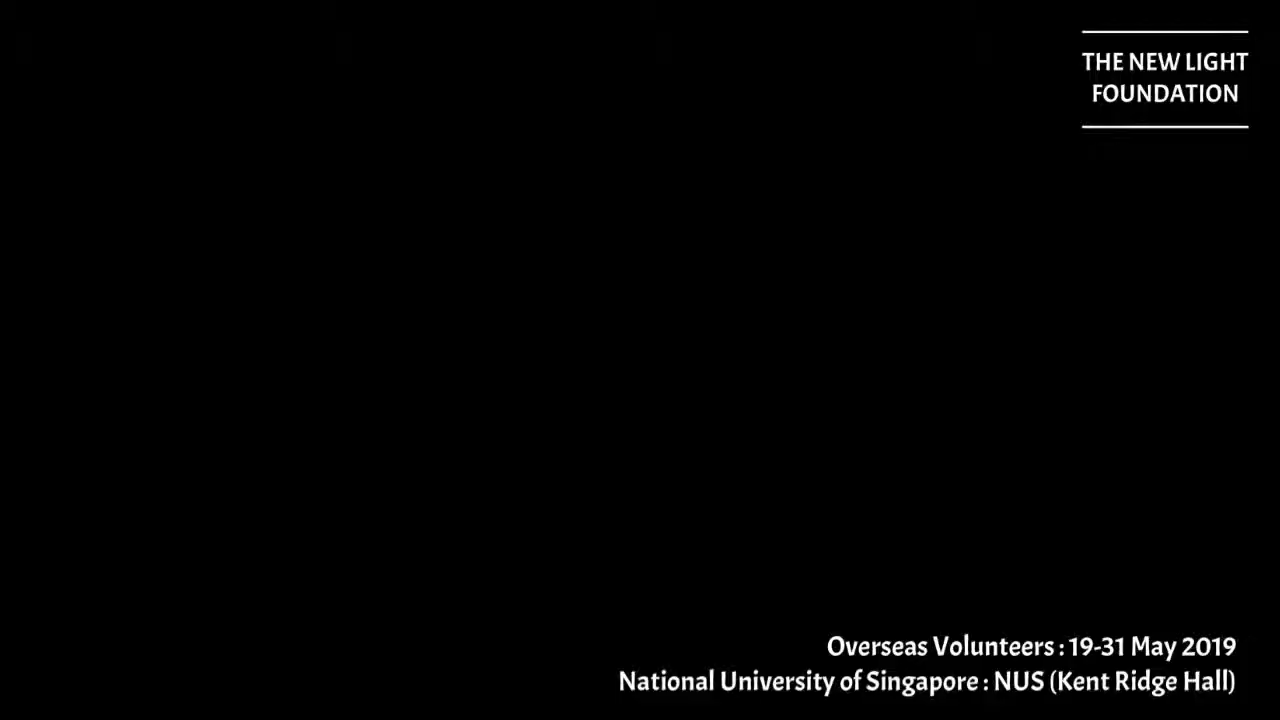 THE NEW LIGHT
FOUNDATION
Overseas Volunteers : 19-31 May 2019
National University of Singapore : NUS (Kent Ridge Hall)